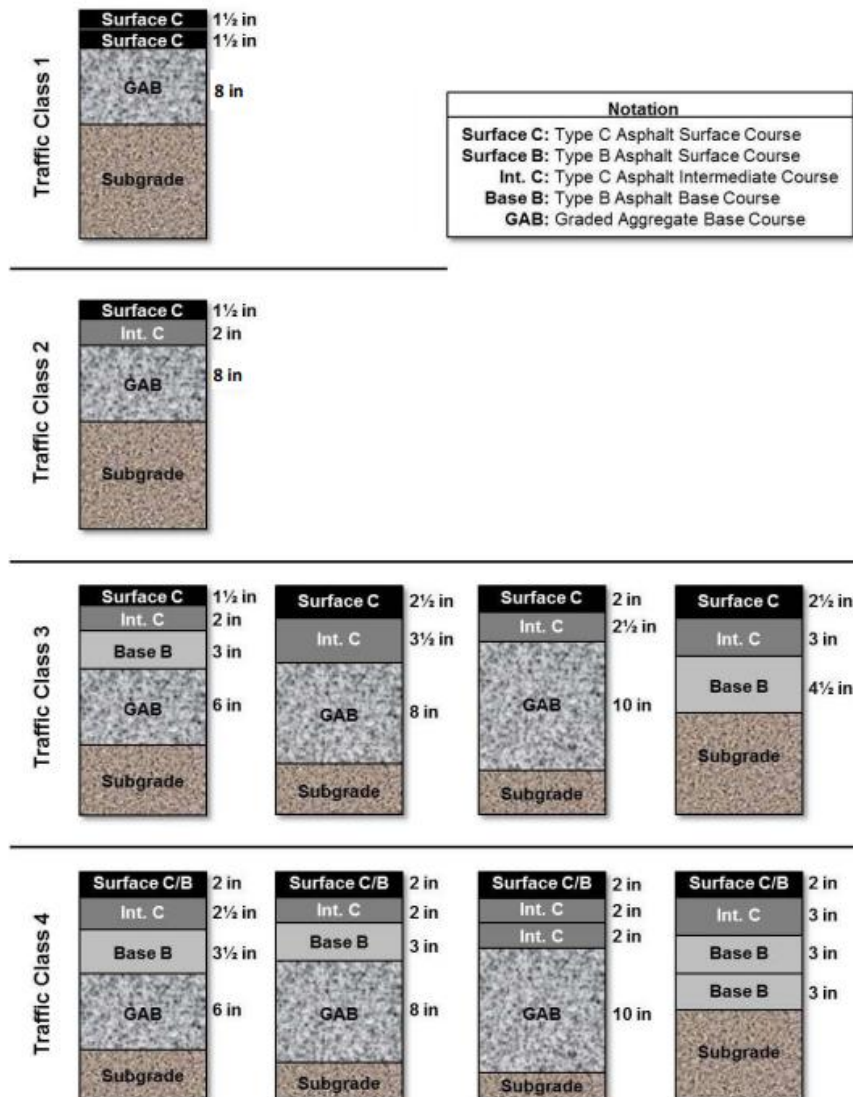 Traffic Class 1
Surface C 1½ in
Surface C 1½ in
GAB 8 in
Subgrade
Notation
Surface C: Type C Asphalt Surface Course
Surface B: Type B Asphalt Surface Course
Int. C: Type C Asphalt Intermediate Course
Base B: Type B Asphalt Base Course
GAB: Graded Aggregate Base Course
Traffic Class 2
Surface C 1½ in
Int. C 2 in
GAB 8 in
Subgrade
Traffic Class 3
Surface C 1½ in
Int. C 2 in
Base B 3 in
GAB 6 in
Subgrade
Surface C 2½ in
Int. C 3½ in
GAB 8 in
Subgrade
Surface C 2 in
Int. C 2½ in
GAB 10 in
Subgrade
Surface C 2½ in
Int. C 3 in
Base B 4½ in
Subgrade
Traffic Class 4
Surface C/B 2 in
Int. C 2½ in
Base B 3½ in
GAB 6 in
Subgrade
Surface C/B 2 in
Int. C 2 in
Base B 3 in
GAB 8 in
Subgrade
Surface C/B 2 in
Int. C 2 in
Int. C 2 in
GAB 10 in
Subgrade
Surface C/B 2 in
Int. C 3 in
Base B 3 in
Base B 3 in
Subgrade